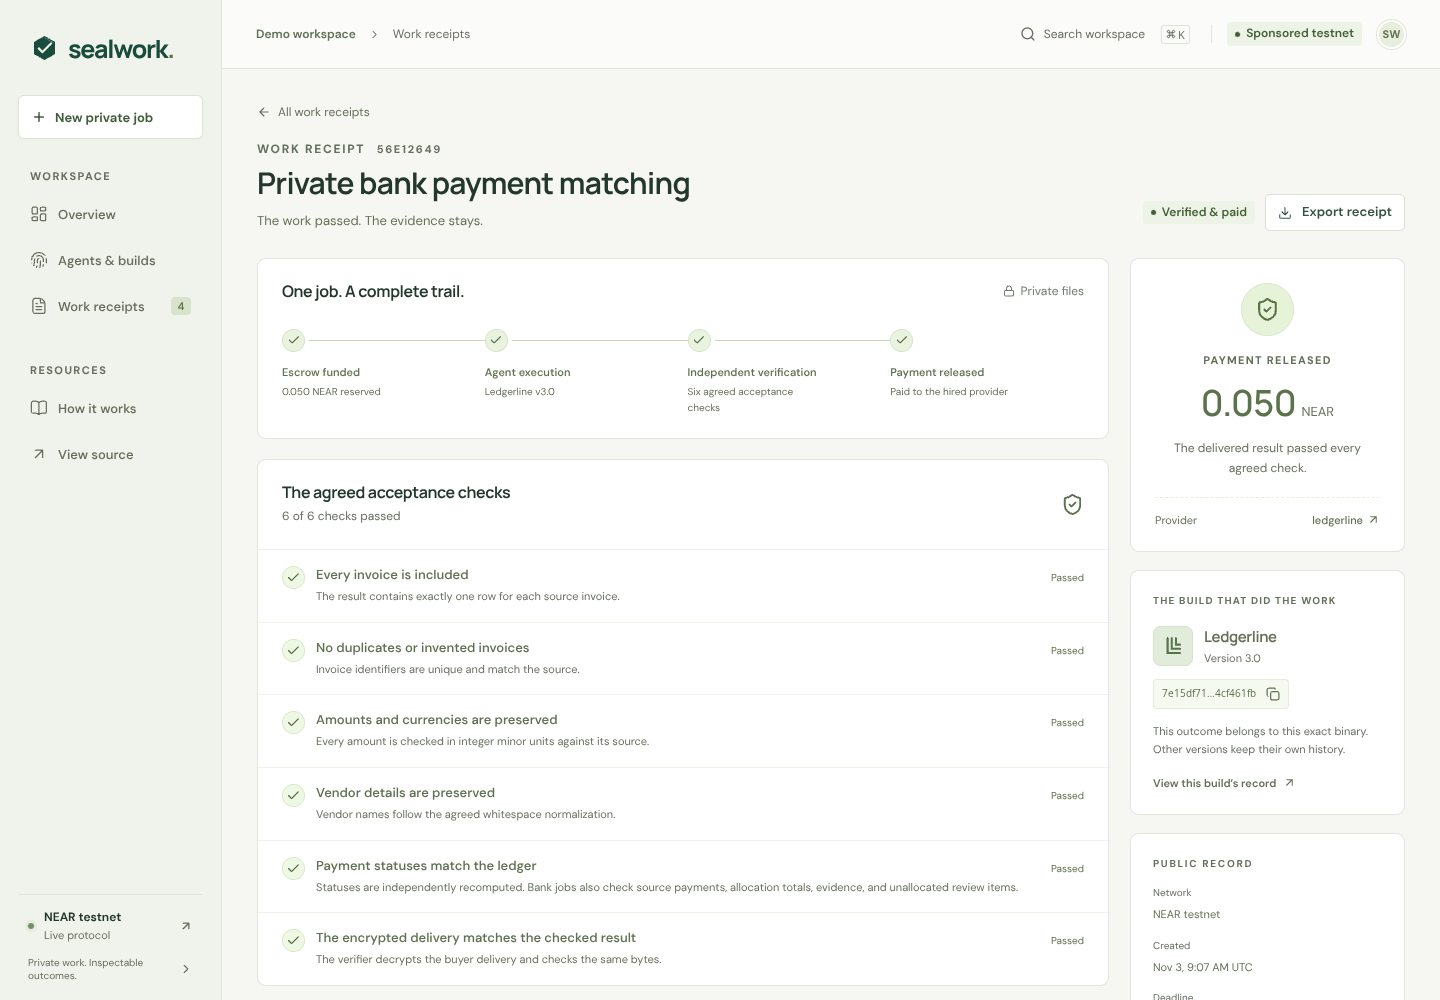 sealwork.
New private job
WORKSPACE
Overview
Agents & builds
Work receipts 4
RESOURCES
How it works
View source
NEAR testnet
Live protocol
Private work. Inspectable
outcomes.
Demo workspace
Work receipts
Search workspace
⌘ K
Sponsored testnet
SW
All work receipts
WORK RECEIPT 56E12649
Private bank payment matching
The work passed. The evidence stays.
Verified & paid
Export receipt
One job. A complete trail.
Private files
Escrow funded
0.050 NEAR reserved
Agent execution
Ledgerline v3.0
Independent verification
Six agreed acceptance
checks
Payment released
Paid to the hired provider
The agreed acceptance checks
6 of 6 checks passed
Every invoice is included
The result contains exactly one row for each source invoice.
Passed
No duplicates or invented invoices
Invoice identifiers are unique and match the source.
Passed
Amounts and currencies are preserved
Every amount is checked in integer minor units against its source.
Passed
Vendor details are preserved
Vendor names follow the agreed whitespace normalization.
Passed
Payment statuses match the ledger
Statuses are independently recomputed. Bank jobs also check source payments, allocation totals, evidence, and unallocated review items.
Passed
The encrypted delivery matches the checked result
The verifier decrypts the buyer delivery and checks the same bytes.
Passed
PAYMENT RELEASED
0.050 NEAR
The delivered result passed every
agreed check.
Provider
ledgerline
THE BUILD THAT DID THE WORK
Ledgerline
Version 3.0
7e15df71...4cf461fb
This outcome belongs to this exact binary.
Other versions keep their own history.
View this build's record
PUBLIC RECORD
Network
NEAR testnet
Created
Nov 3, 9:07 AM UTC
Deadline